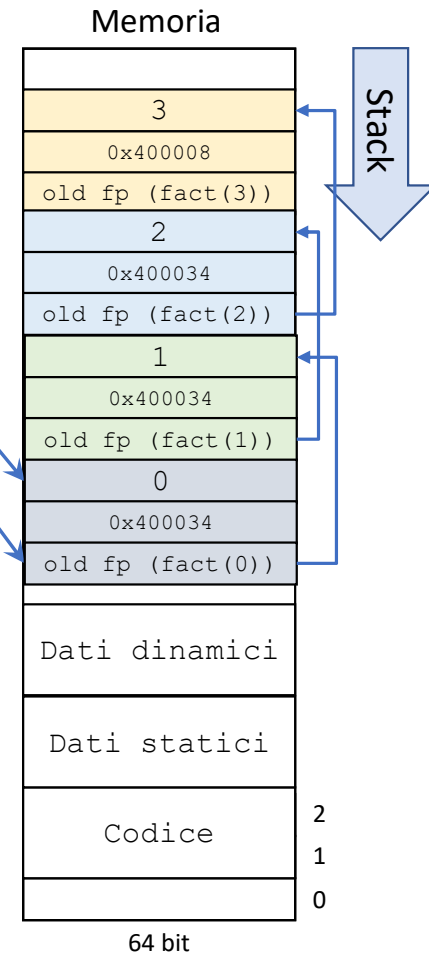 Memoria
Stack
3
0x400008
old fp (fact(3))
2
0x400034
old fp (fact(2))
1
0x400034
old fp (fact(1))
0
0x400034
old fp (fact(0))
Dati dinamici
Dati statici
Codice
2
1
0
64 bit